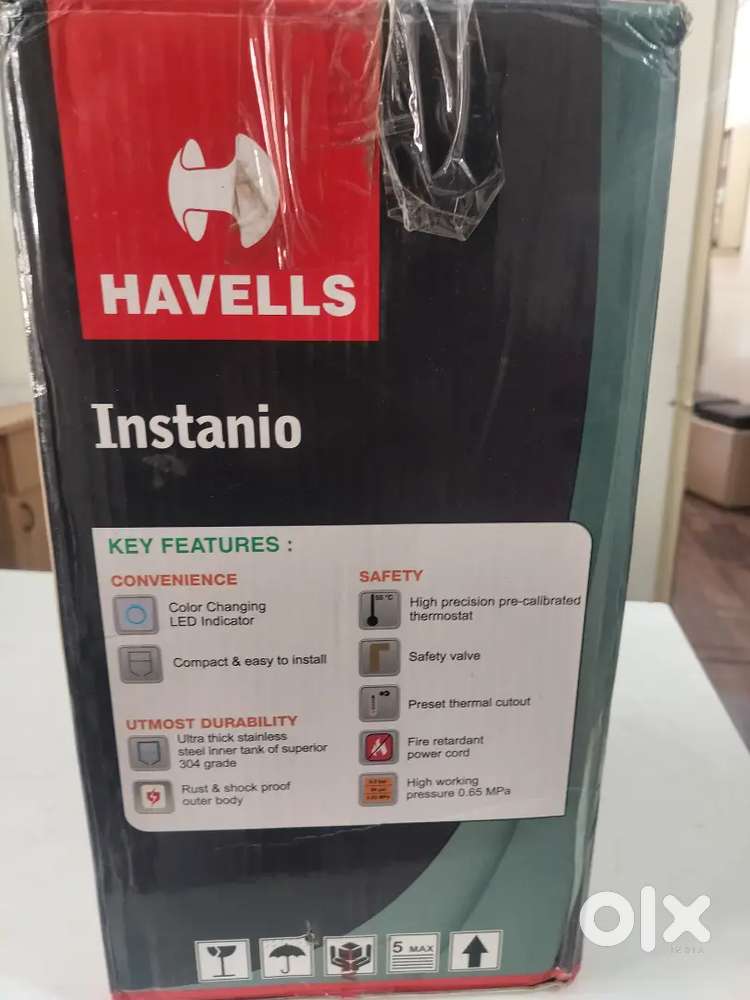 HAVELLS
Instanio
KEY FEATURES :
CONVENIENCE
Color Changing
LED Indicator
Compact & easy to install
UTMOST DURABILITY
Ultra thick stainless
steel inner tank of superior
304 grade
Rust & shock proof
outer body
SAFETY
High precision pre-calibrated
thermostat
Safety valve
Preset thermal cutout
Fire retardant
power cord
High working
pressure 0.65 MPa
5 MAX
olx
INDIA